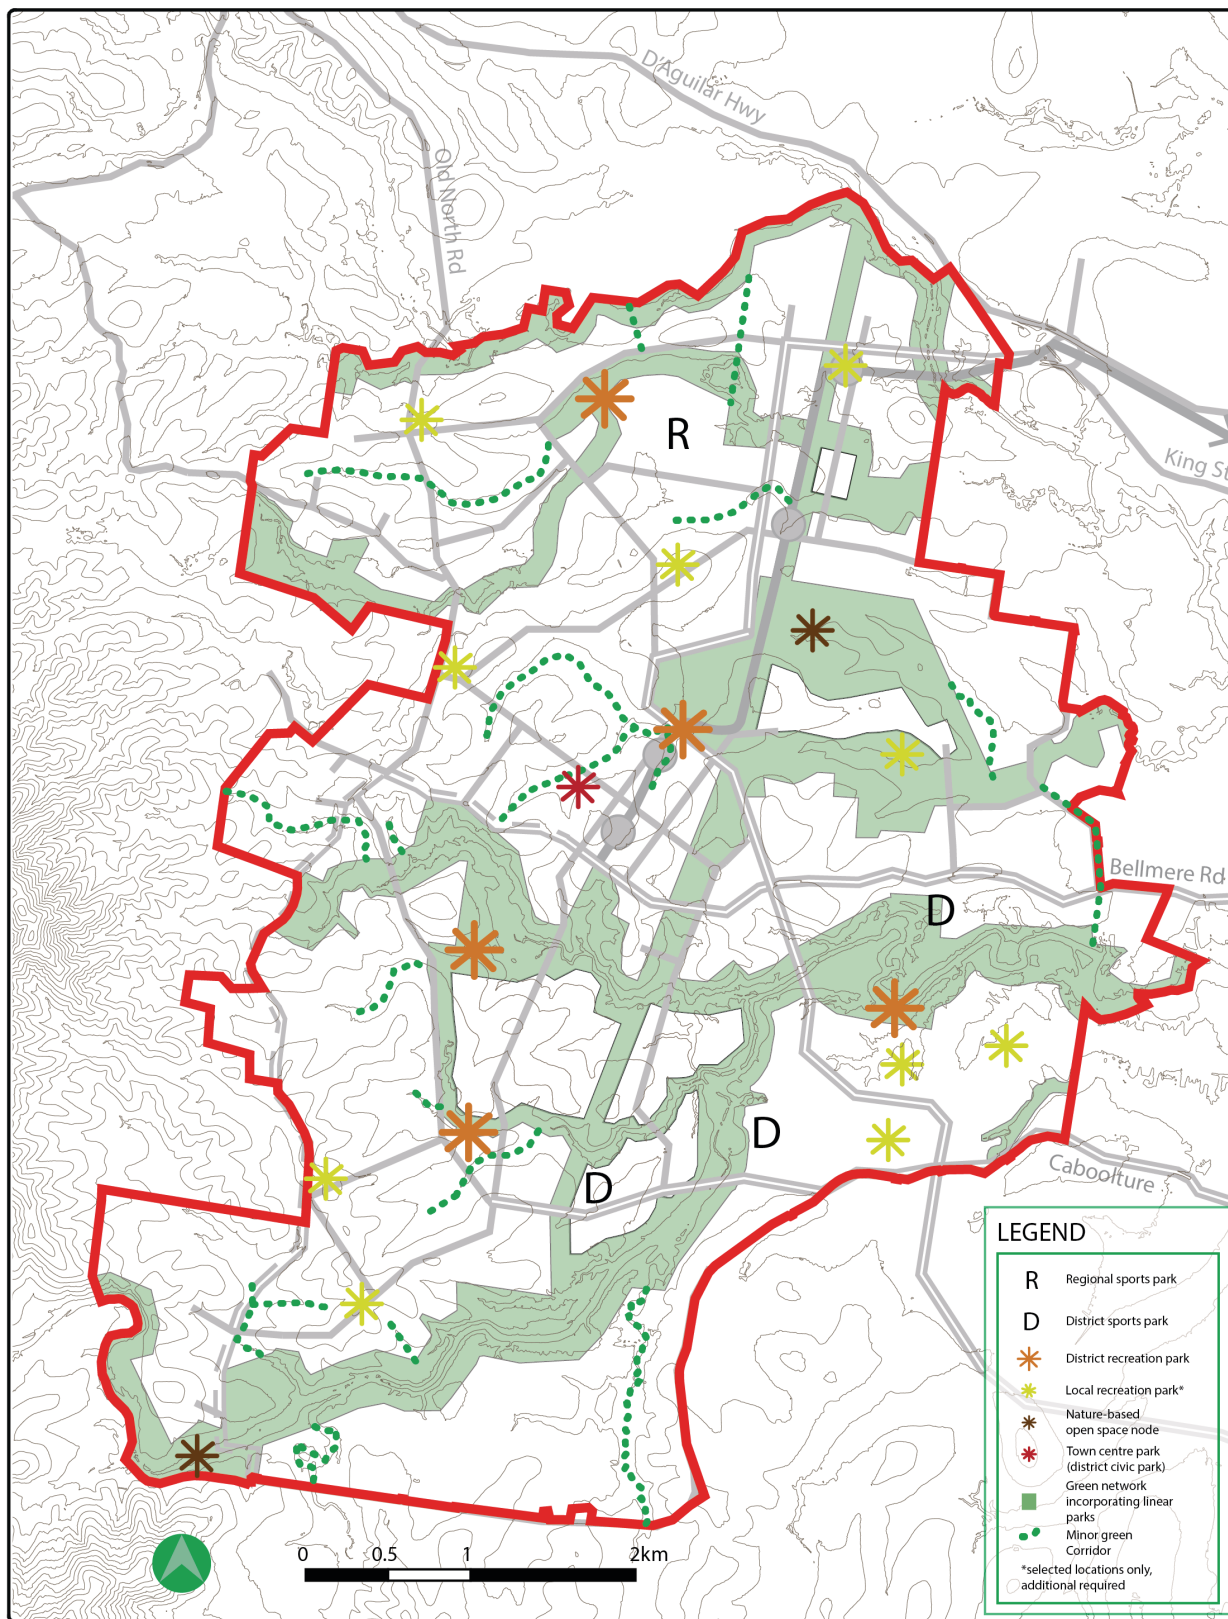 D'Aguilar Hwy
Old North Rd
R
King St
Bellmere Rd
D
D
D
Caboolture
LEGEND
R Regional sports park
D District sports park
District recreation park
Local recreation park*
Nature-based
open space node
Town centre park
(district civic park)
Green network
incorporating linear
parks
Minor green
Corridor
*selected locations only,
additional required
0 0.5 1 2km